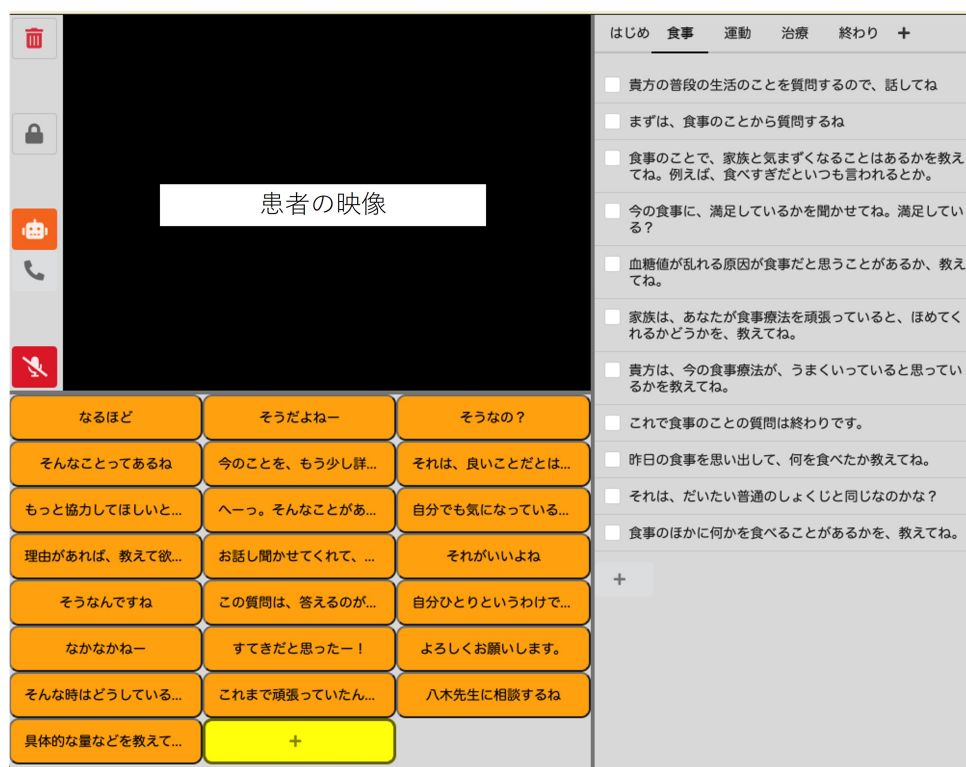 患者の映像
なるほど
そうだよねー
そうなの？
そんなことってあるね
今のことを、もう少し詳...
それは、良いことだとは...
もっと協力してほしいと...
へーっ。そんなことがあ...
自分でも気になっている...
理由があれば、教えて欲...
お話し聞かせてくれて、...
それがいいよね
そうなんですね
この質問は、答えるのが...
自分ひとりというわけで...
なかなかねー
すてきだと思ったー！
よろしくお願いします。
そんな時はどうしている...
これまで頑張っていたん...
八木先生に相談するね
具体的な量などを教えて...
+
はじめ 食事 運動 治療 終わり +
貴方の普段の生活のことを質問するので、話してね
まずは、食事のことから質問するね
食事のことで、家族と気まずくなることはあるかを教え
てね。例えば、食べすぎだといつも言われるとか。
今の食事に、満足しているかを聞かせてね。満足してい
る？
血糖値が乱れる原因が食事だと思うことがあるか、教え
てね。
家族は、あなたが食事療法を頑張っていると、ほめてく
れるかどうかを、教えてね。
貴方は、今の食事療法が、うまくいっていると思ってい
るかを教えてね。
これで食事のことの質問は終わりです。
昨日の食事を思い出して、何を食べたか教えてね。
それは、だいたい普通のしょくじと同じなのかな？
食事のほかに何かを食べることがあるかを、教えてね。
+